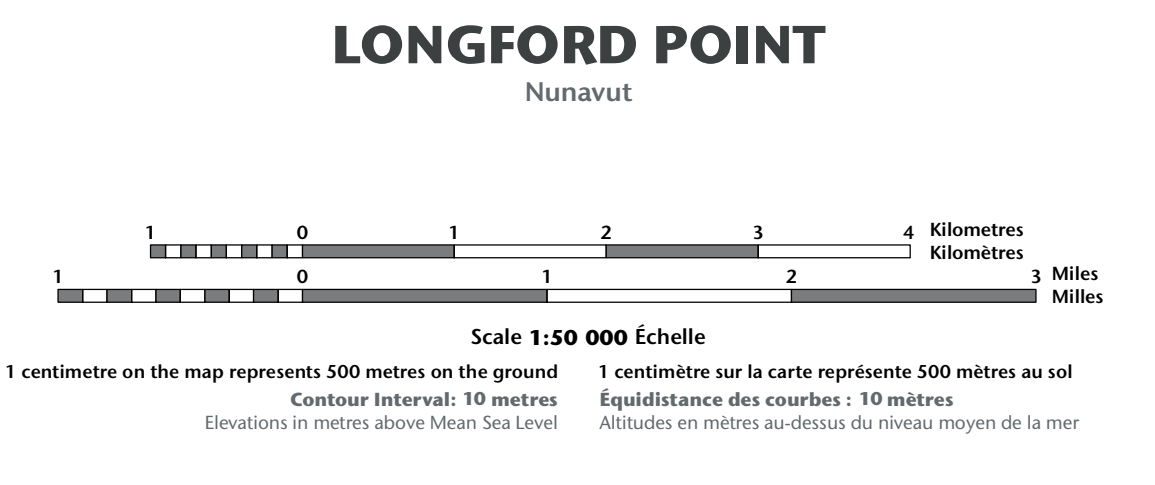 LONGFORD POINT
Nunavut
1 0 1 2 3 4 Kilometres
Kilomètres
1 0 1 2 3 Miles
Milles
Scale 1:50 000 Échelle
1 centimetre on the map represents 500 metres on the ground
Contour Interval: 10 metres
Elevations in metres above Mean Sea Level
1 centimètre sur la carte représente 500 mètres au sol
Équidistance des courbes : 10 mètres
Altitudes en mètres au-dessus du niveau moyen de la mer